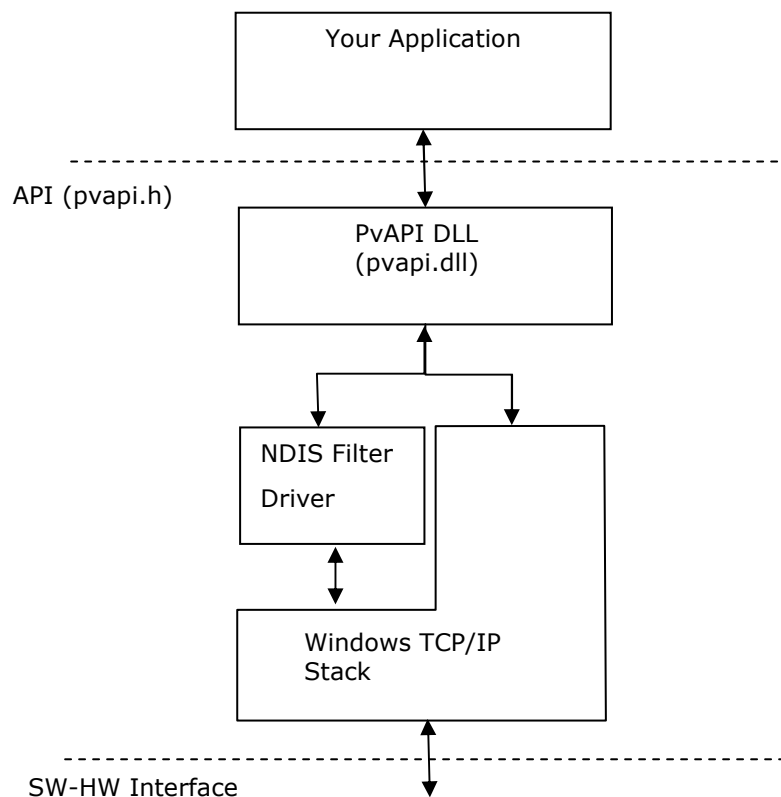 Your Application
API (pvapi.h)
PvAPI DLL
(pvapi.dll)
NDIS Filter
Driver
Windows TCP/IP
Stack
SW-HW Interface